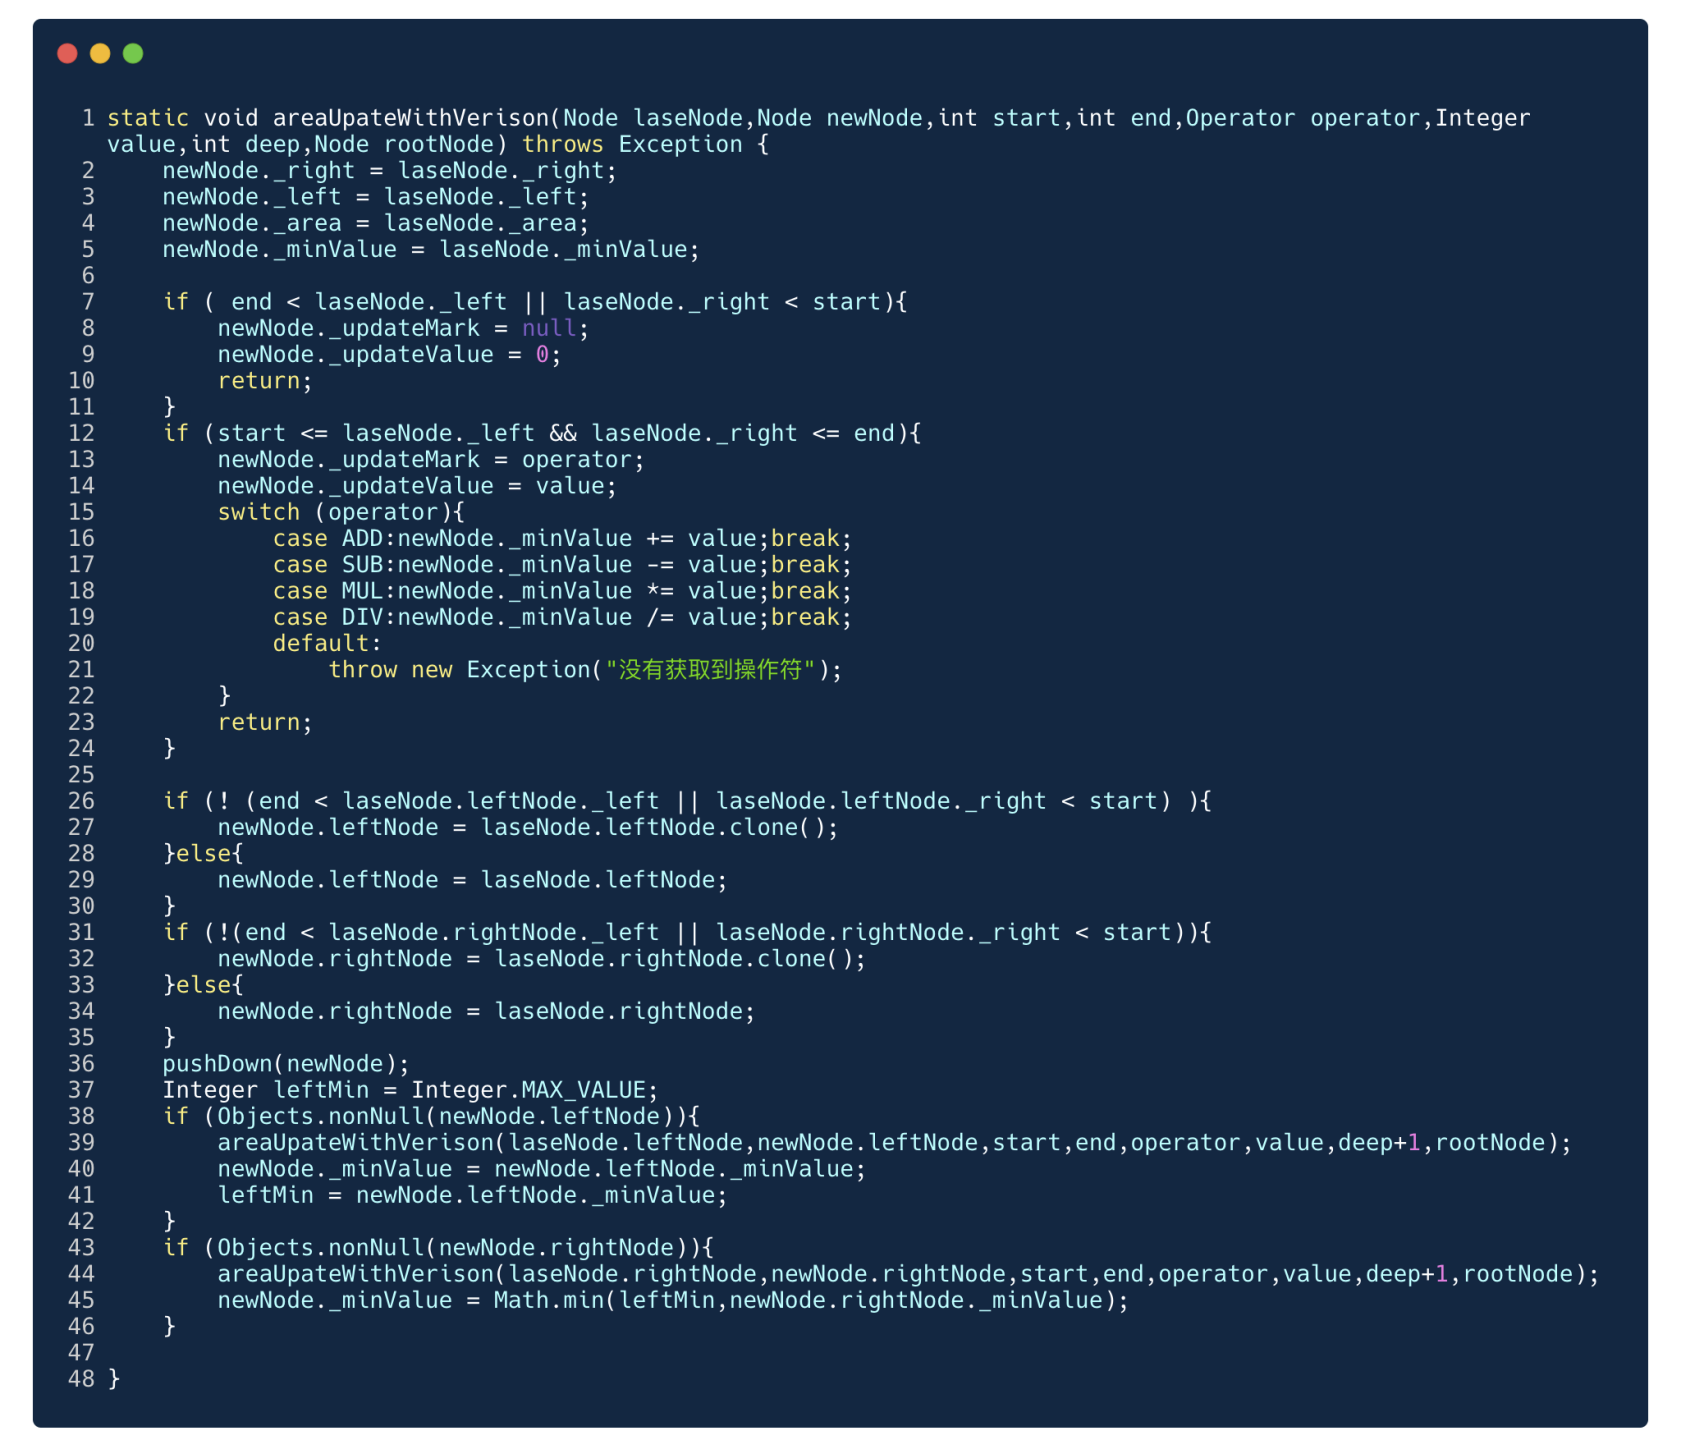 1 static void areaUpateWithVerison(Node laseNode,Node newNode,int start,int end,Operator operator,Integer
value,int deep,Node rootNode) throws Exception {
2     newNode._right = laseNode._right;
3     newNode._left = laseNode._left;
4     newNode._area = laseNode._area;
5     newNode._minValue = laseNode._minValue;
6
7     if ( end < laseNode._left || laseNode._right < start){
8         newNode._updateMark = null;
9         newNode._updateValue = 0;
10         return;
11     }
12     if (start <= laseNode._left && laseNode._right <= end){
13         newNode._updateMark = operator;
14         newNode._updateValue = value;
15         switch (operator){
16             case ADD:newNode._minValue += value;break;
17             case SUB:newNode._minValue -= value;break;
18             case MUL:newNode._minValue *= value;break;
19             case DIV:newNode._minValue /= value;break;
20             default:
21                 throw new Exception("没有获取到操作符");
22         }
23         return;
24     }
25
26     if (! (end < laseNode.leftNode._left || laseNode.leftNode._right < start) ){
27         newNode.leftNode = laseNode.leftNode.clone();
28     }else{
29         newNode.leftNode = laseNode.leftNode;
30     }
31     if (!(end < laseNode.rightNode._left || laseNode.rightNode._right < start)){
32         newNode.rightNode = laseNode.rightNode.clone();
33     }else{
34         newNode.rightNode = laseNode.rightNode;
35     }
36     pushDown(newNode);
37     Integer leftMin = Integer.MAX_VALUE;
38     if (Objects.nonNull(newNode.leftNode)){
39         areaUpateWithVerison(laseNode.leftNode,newNode.leftNode,start,end,operator,value,deep+1,rootNode);
40         newNode._minValue = newNode.leftNode._minValue;
41         leftMin = newNode.leftNode._minValue;
42     }
43     if (Objects.nonNull(newNode.rightNode)){
44         areaUpateWithVerison(laseNode.rightNode,newNode.rightNode,start,end,operator,value,deep+1,rootNode);
45         newNode._minValue = Math.min(leftMin,newNode.rightNode._minValue);
46     }
47
48 }